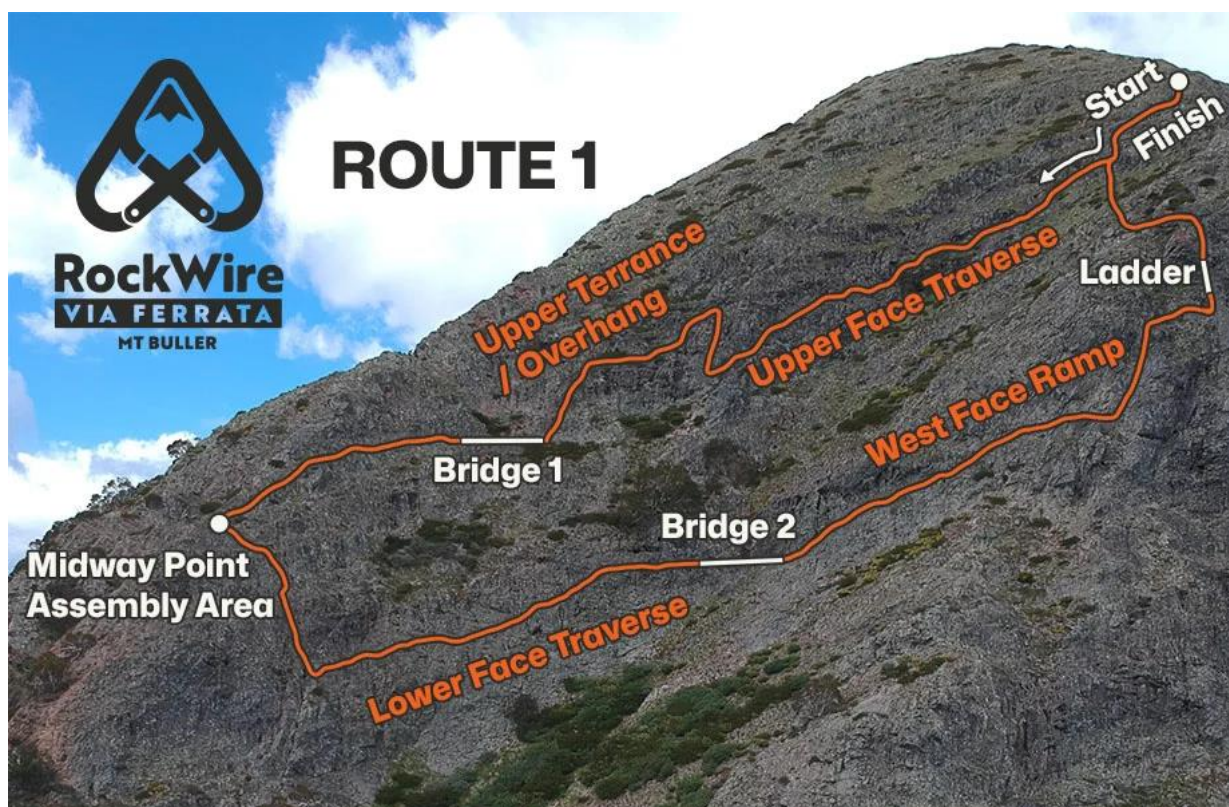 ROUTE 1
RockWire
VIA FERRATA
MT BULLER
Start
Finish
Upper Terrance
/ Overhang
Upper Face Traverse
Ladder
West Face Ramp
Bridge 1
Bridge 2
Midway Point
Assembly Area
Lower Face Traverse